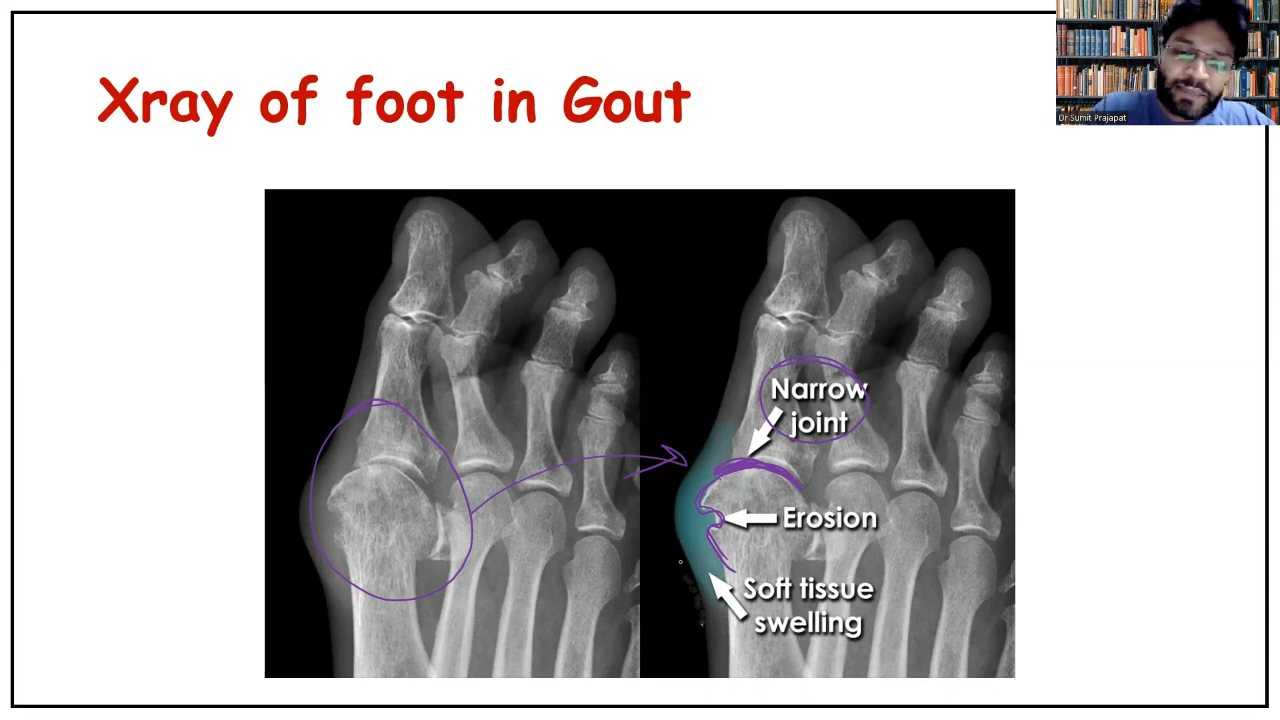 Xray of foot in Gout
Dr.Sumit Prajapat
Narrow
joint
Erosion
Soft tissue
swelling